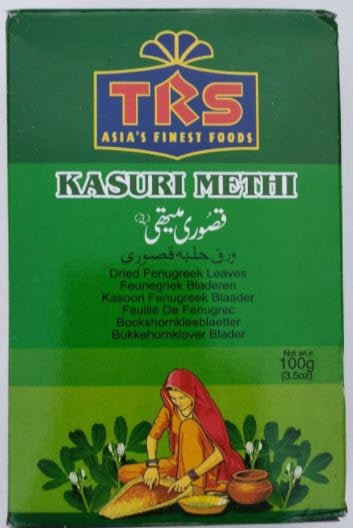 TRS
ASIA'S FINEST FOODS
KASURI METHI
قصوری میتھی
ورق حلبه قصوری
Dried Fenugreek Leaves
Feunegriek Bladeren
Kasoori Fenugreek Blaader
Feuille De Fenugrec
Bockshornkleeblaetter
Bukkehornklover Blader
Net wt.e
100g
(3.5oz)